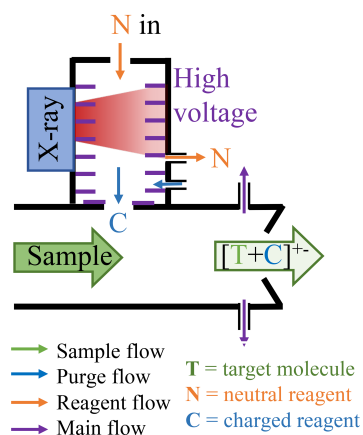 N in
High
voltage
X-ray
N
C
Sample
[T+C]+-
Sample flow
Purge flow
Reagent flow
Main flow
T = target molecule
N = neutral reagent
C = charged reagent